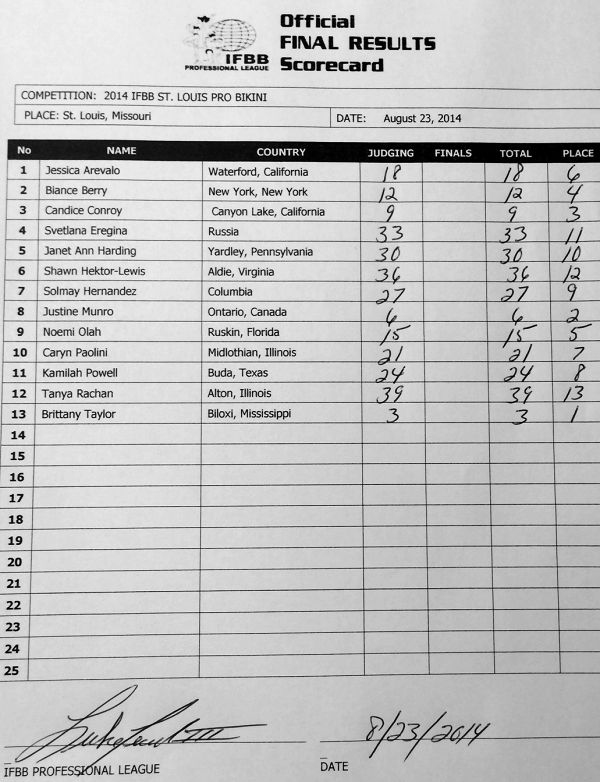 IFBB
PROFESSIONAL LEAGUE
Official
FINAL RESULTS
Scorecard
COMPETITION: 2014 IFBB ST. LOUIS PRO BIKINI
PLACE: St. Louis, Missouri DATE: August 23, 2014
No NAME COUNTRY JUDGING FINALS TOTAL PLACE
1 Jessica Arevalo Waterford, California 18 18 6
2 Biance Berry New York, New York 12 12 4
3 Candice Conroy Canyon Lake, California 9 9 3
4 Svetlana Eregina Russia 33 33 11
5 Janet Ann Harding Yardley, Pennsylvania 30 30 10
6 Shawn Hektor-Lewis Aldie, Virginia 36 36 12
7 Solmay Hernandez Columbia 27 27 9
8 Justine Munro Ontario, Canada 6 6 2
9 Noemi Olah Ruskin, Florida 15 15 5
10 Caryn Paolini Midlothian, Illinois 21 21 7
11 Kamilah Powell Buda, Texas 24 24 8
12 Tanya Rachan Alton, Illinois 39 39 13
13 Brittany Taylor Biloxi, Mississippi 3 3 1
14
15
16
17
18
19
20
21
22
23
24
25
8/23/2014
IFBB PROFESSIONAL LEAGUE DATE